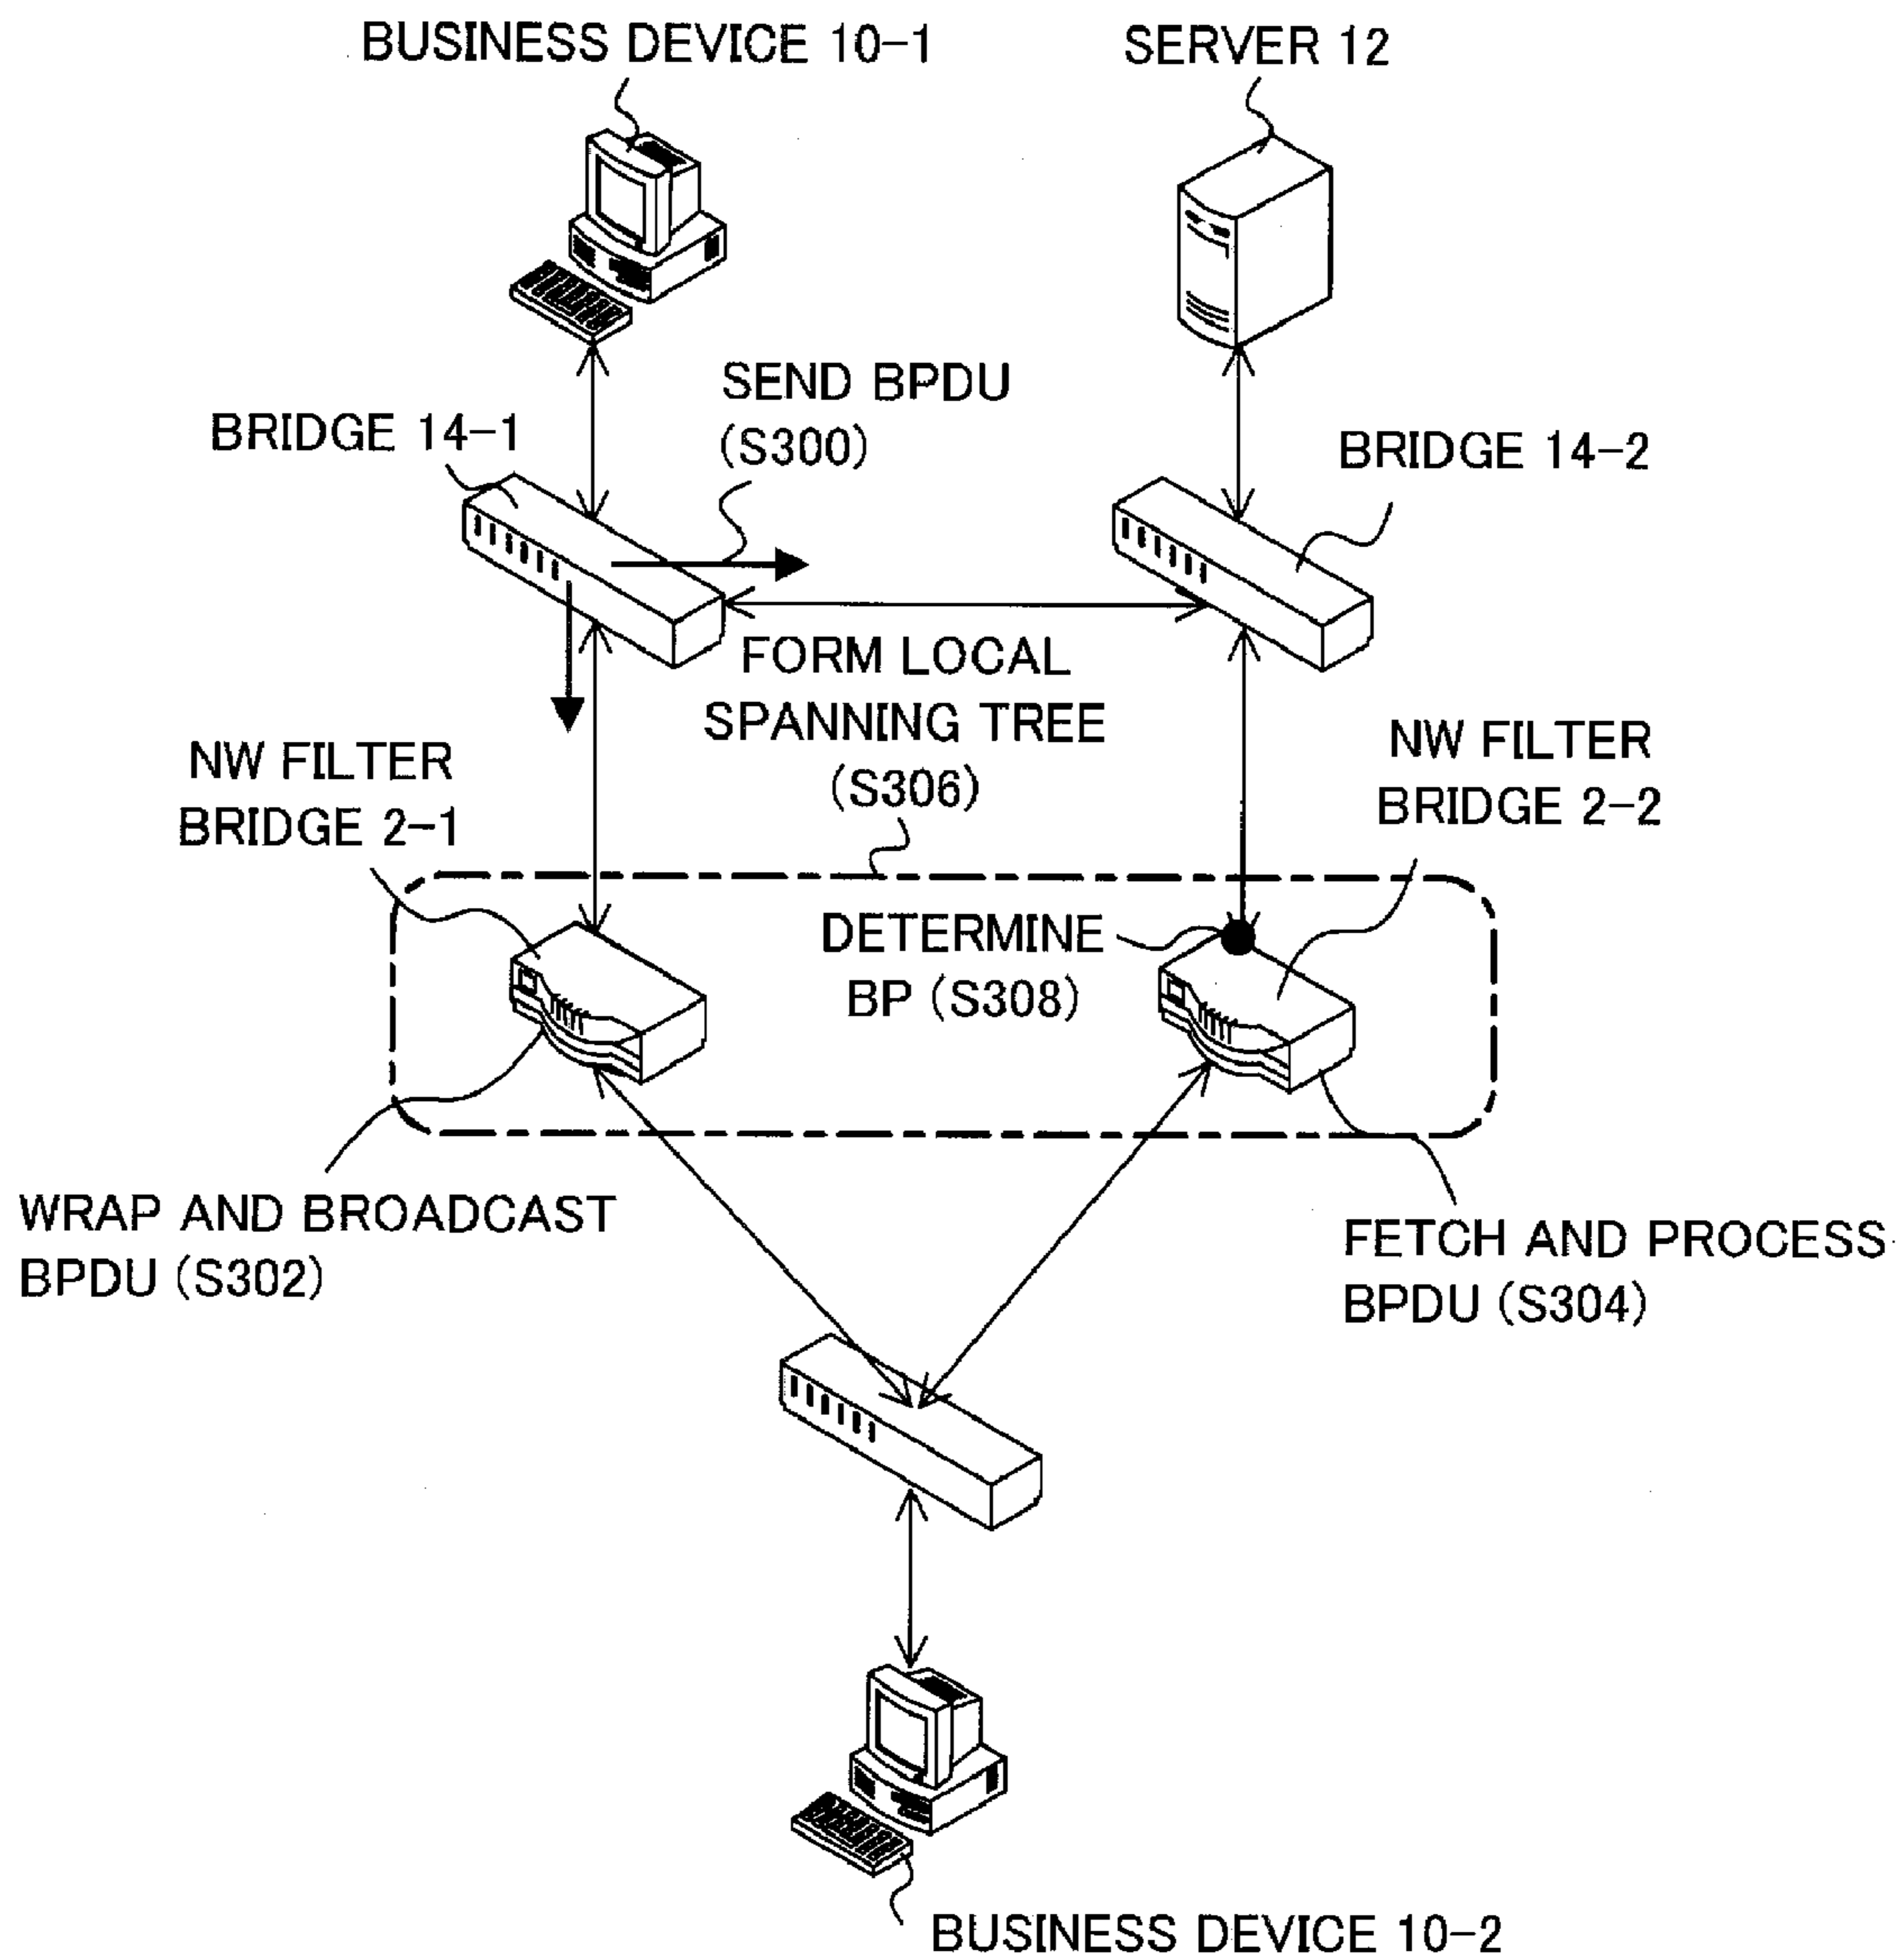 BUSINESS DEVICE 10-1
SERVER 12
SEND BPDU
(S300)
BRIDGE 14-1
BRIDGE 14-2
FORM LOCAL
SPANNING TREE
(S306)
NW FILTER
BRIDGE 2-1
NW FILTER
BRIDGE 2-2
DETERMINE
BP (S308)
WRAP AND BROADCAST
BPDU (S302)
FETCH AND PROCESS
BPDU (S304)
BUSINESS DEVICE 10-2